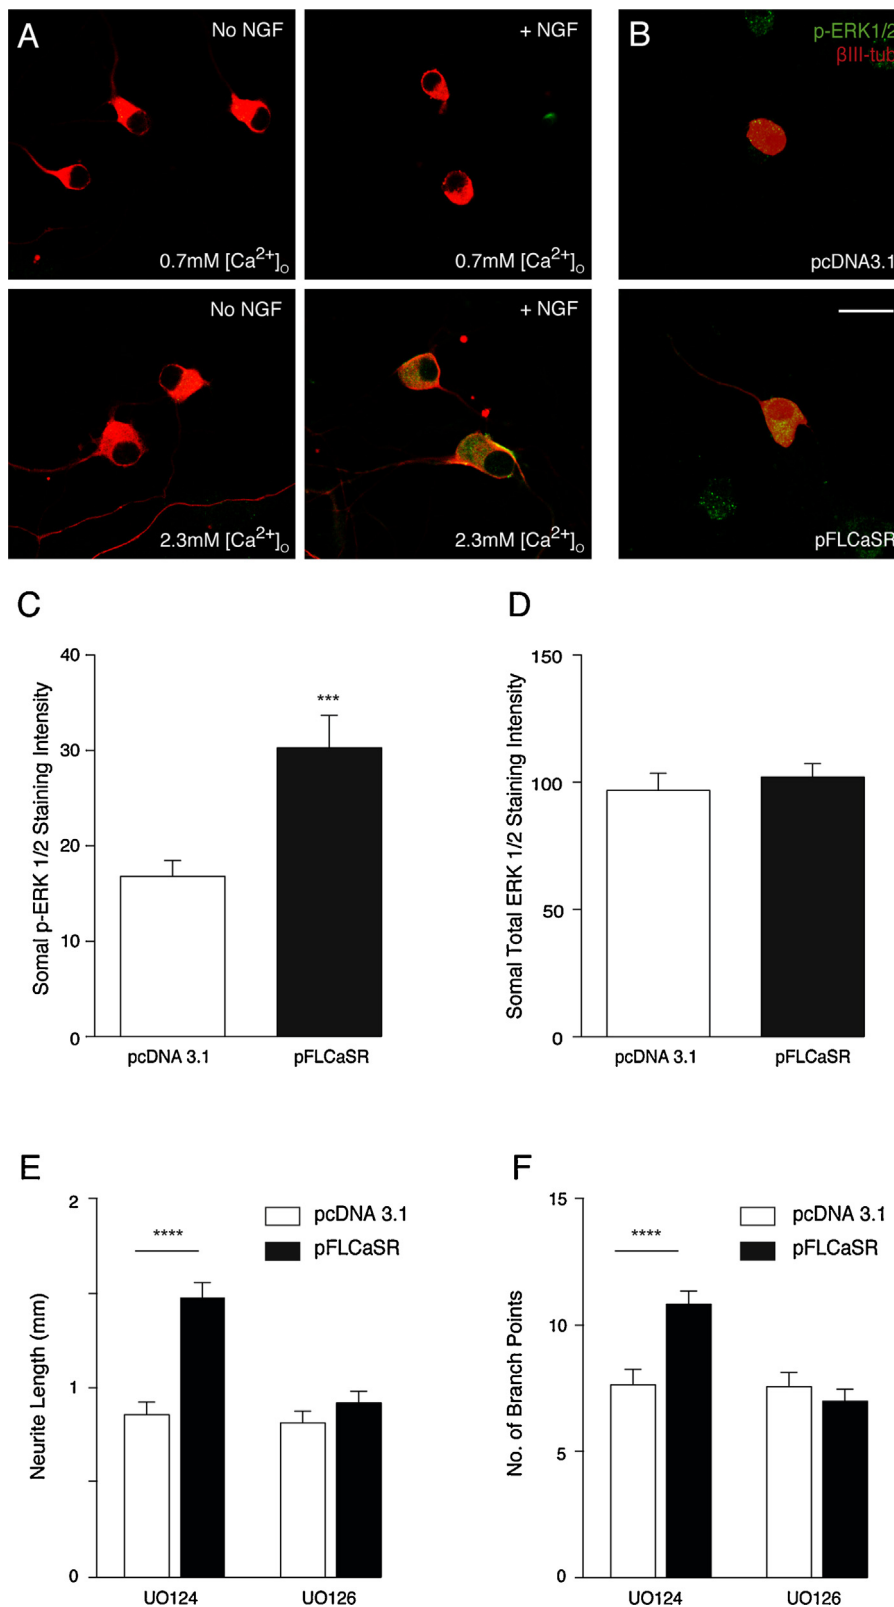 A
No NGF
+ NGF
B
p-ERK1/2
βIII-tub
0.7mM [Ca2+]o
0.7mM [Ca2+]o
pcDNA3.1
No NGF
+ NGF
2.3mM [Ca2+]o
2.3mM [Ca2+]o
pFLCaSR
C
Somal p-ERK 1/2 Staining Intensity
40
30
20
10
0
***
pcDNA 3.1
pFLCaSR
D
Somal Total ERK 1/2 Staining Intensity
150
100
50
0
pcDNA 3.1
pFLCaSR
E
Neurite Length (mm)
2
1
0
****
pcDNA 3.1
pFLCaSR
UO124
UO126
F
No. of Branch Points
15
10
5
0
****
pcDNA 3.1
pFLCaSR
UO124
UO126